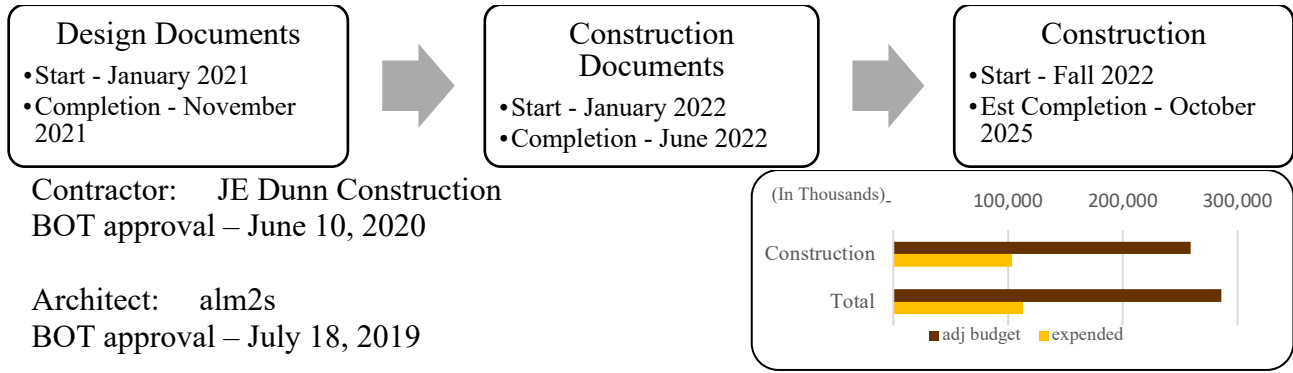 Design Documents
•Start - January 2021
•Completion - November
2021
Construction
Documents
•Start - January 2022
•Completion - June 2022
Construction
•Start - Fall 2022
•Est Completion - October
2025
Contractor: JE Dunn Construction
BOT approval – June 10, 2020
Architect: alm2s
BOT approval – July 18, 2019
(In Thousands) - 100,000 200,000 300,000
Construction
Total
adj budget expended